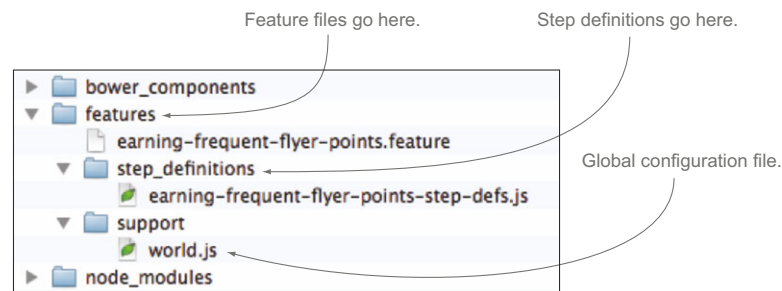 Feature files go here.
Step definitions go here.
bower_components
features
earning-frequent-flyer-points.feature
step_definitions
earning-frequent-flyer-points-step-defs.js
Global configuration file.
support
world.js
node_modules